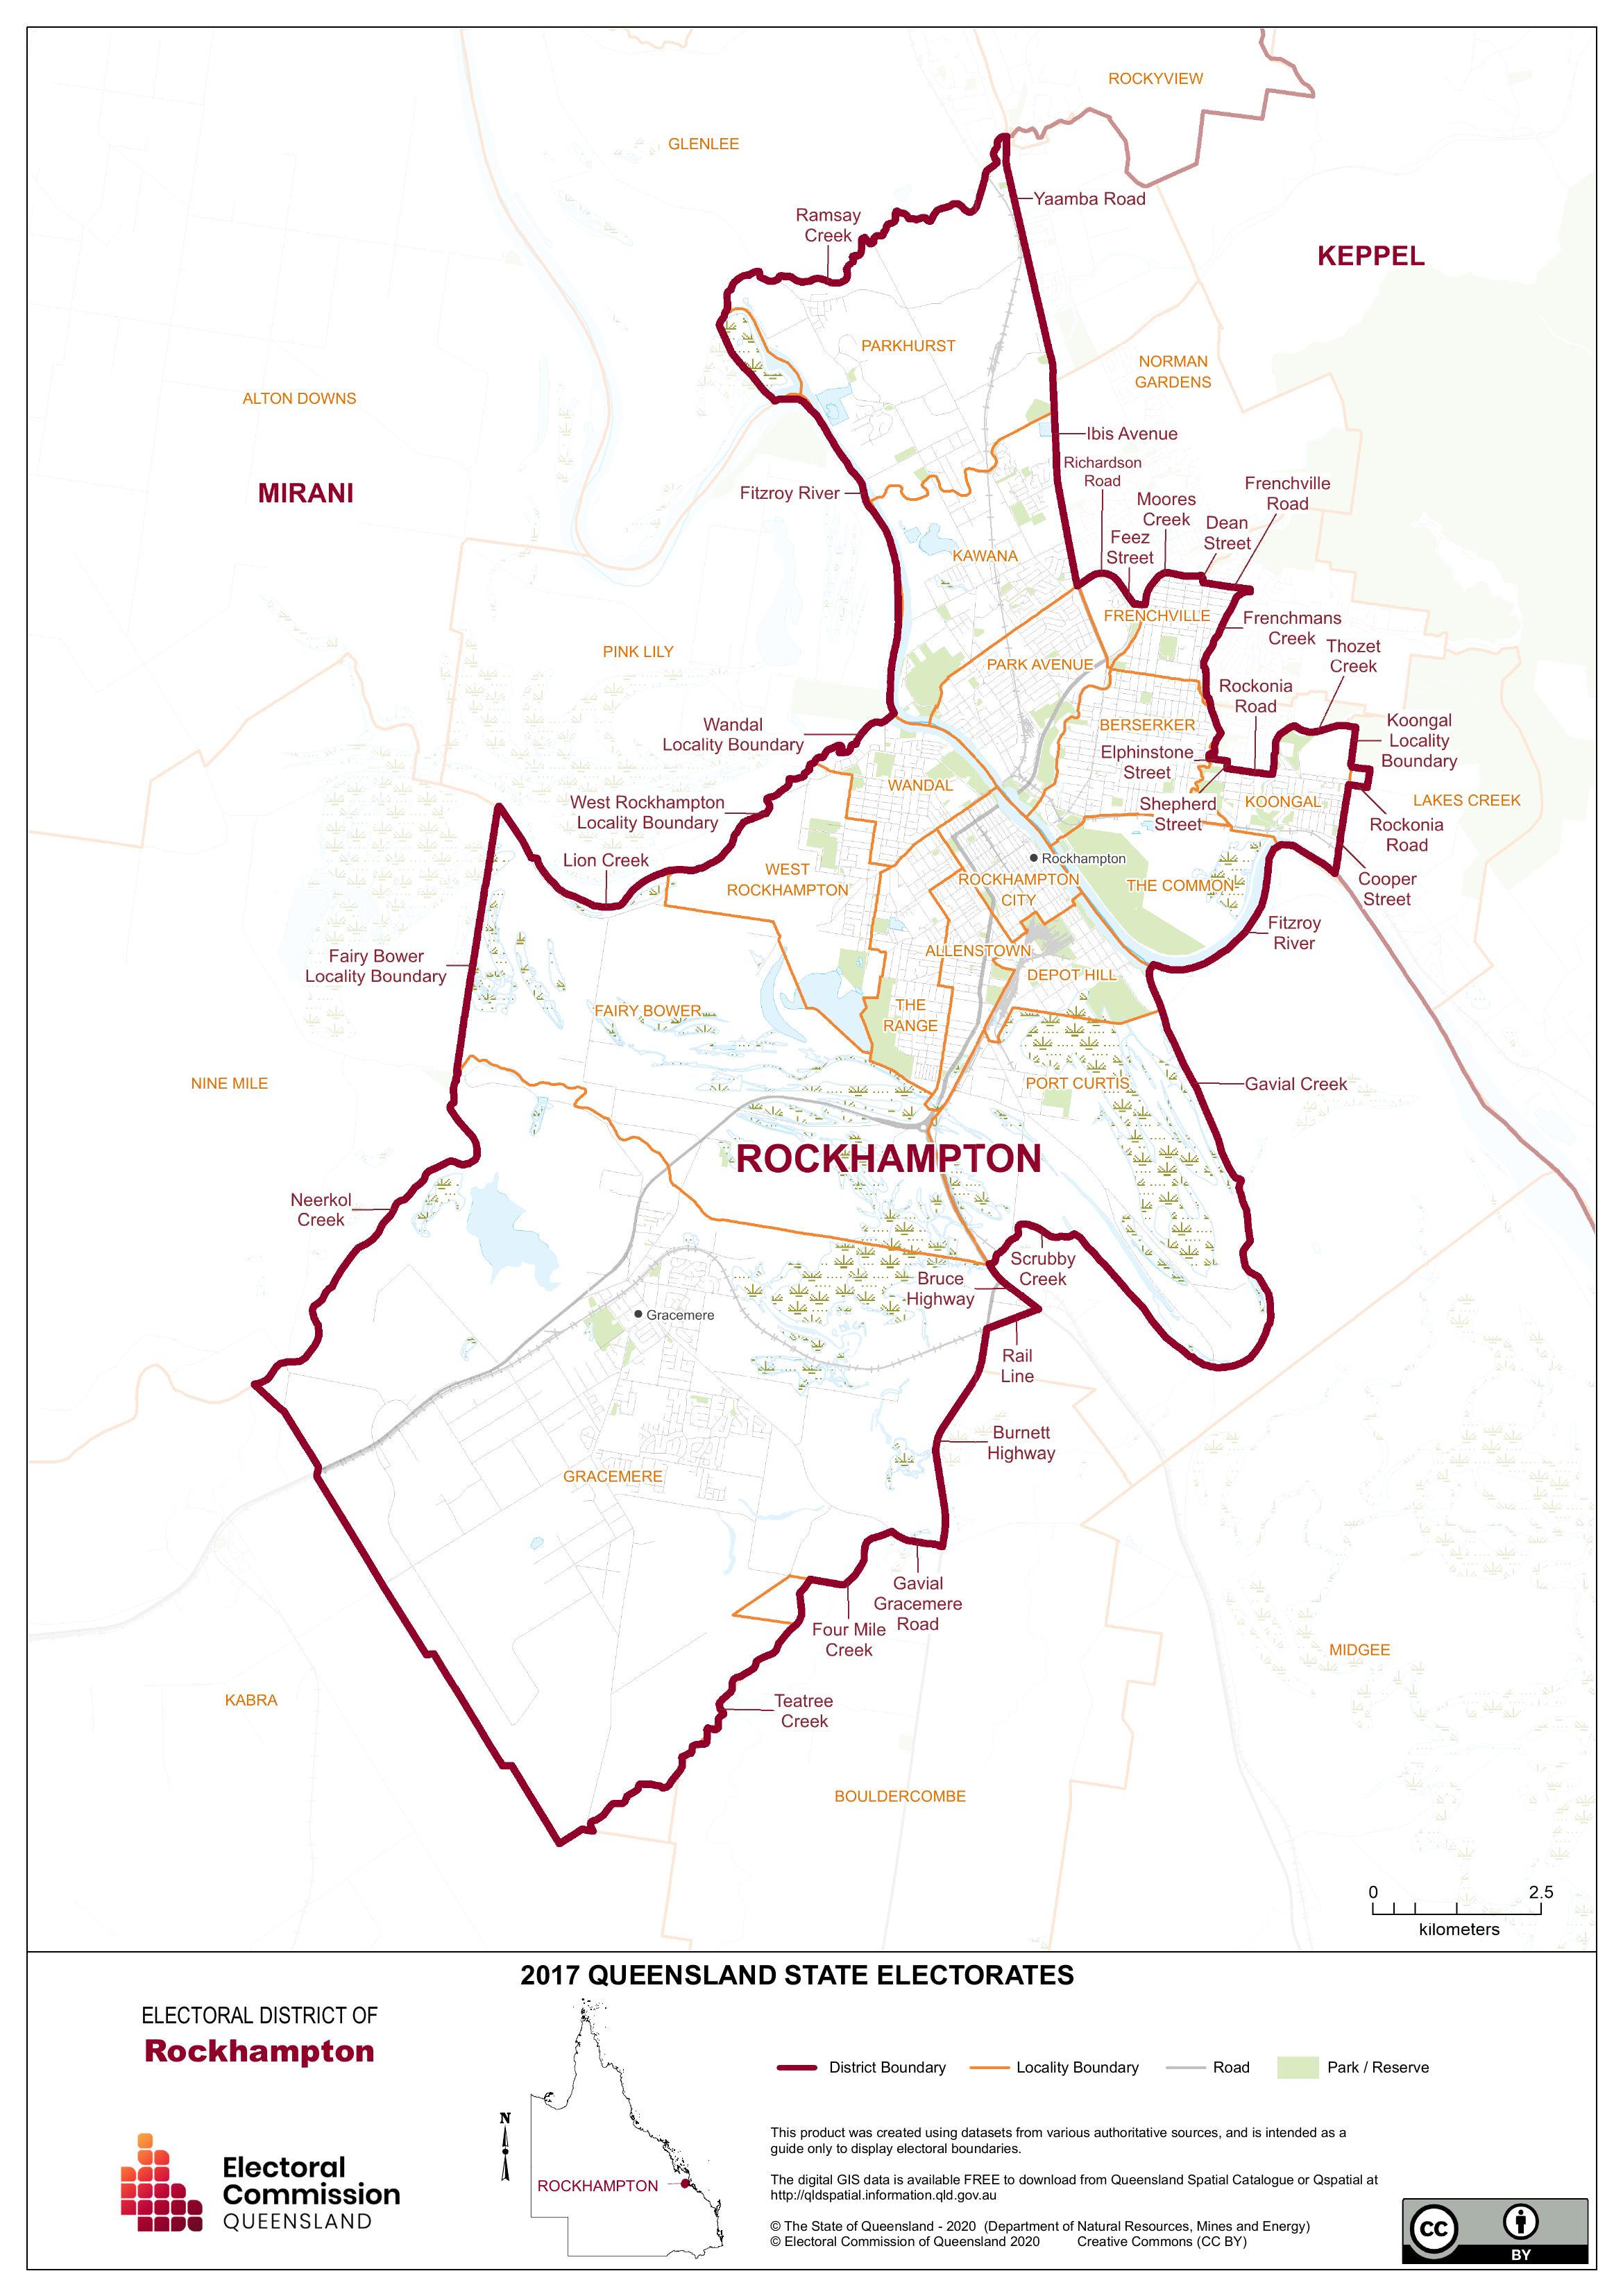 ROCKYVIEW
GLENLEE
Yaamba Road
Ramsay
Creek
KEPPEL
PARKHURST
NORMAN
GARDENS
ALTON DOWNS
Ibis Avenue
Richardson
Road
MIRANI
Fitzroy River
Frenchville
Road
Moores
Creek
Dean
Street
Feez
Street
KAWANA
FRENCHVILLE
Frenchmans
Creek
Thozet
Creek
PINK LILY
PARK AVENUE
Rockonia
Road
Wandal
Locality Boundary
BERSERKER
Koongal
Locality
Boundary
Elphinstone
Street
WANDAL
West Rockhampton
Locality Boundary
Shepherd
Street
KOONGAL
LAKES CREEK
Rockonia
Road
Lion Creek
WEST
ROCKHAMPTON
Rockhampton
ROCKHAMPTON
CITY
THE COMMON
Cooper
Street
Fitzroy
River
Fairy Bower
Locality Boundary
ALLENSTOWN
DEPOT HILL
FAIRY BOWER
THE
RANGE
NINE MILE
PORT CURTIS
Gavial Creek
ROCKHAMPTON
Neerkol
Creek
Scrubby
Creek
Bruce
Highway
Gracemere
Rail
Line
Burnett
Highway
GRACEMERE
Gavial
Gracemere
Road
Four Mile
Creek
MIDGEE
KABRA
Teatree
Creek
BOULDERCOMBE
0 2.5
kilometers
2017 QUEENSLAND STATE ELECTORATES
ELECTORAL DISTRICT OF
Rockhampton
Electoral
Commission
QUEENSLAND
N
ROCKHAMPTON
District Boundary Locality Boundary Road Park / Reserve
This product was created using datasets from various authoritative sources, and is intended as a
guide only to display electoral boundaries.
The digital GIS data is available FREE to download from Queensland Spatial Catalogue or Qspatial at
http://qldspatial.information.qld.gov.au
© The State of Queensland - 2020 (Department of Natural Resources, Mines and Energy)
© Electoral Commission of Queensland 2020 Creative Commons (CC BY)
CC
BY